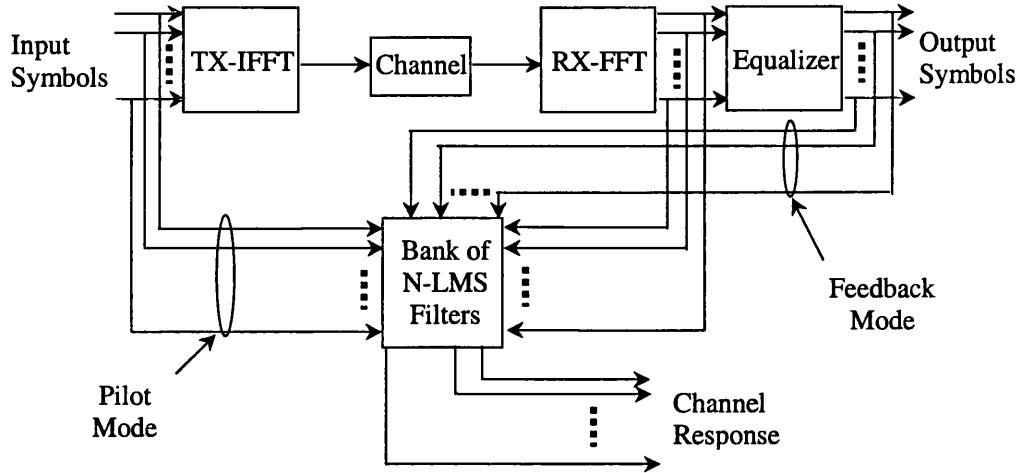 Input
Symbols
TX-IFFT
Channel
RX-FFT
Equalizer
Output
Symbols
Bank of
N-LMS
Filters
Feedback
Mode
Pilot
Mode
Channel
Response